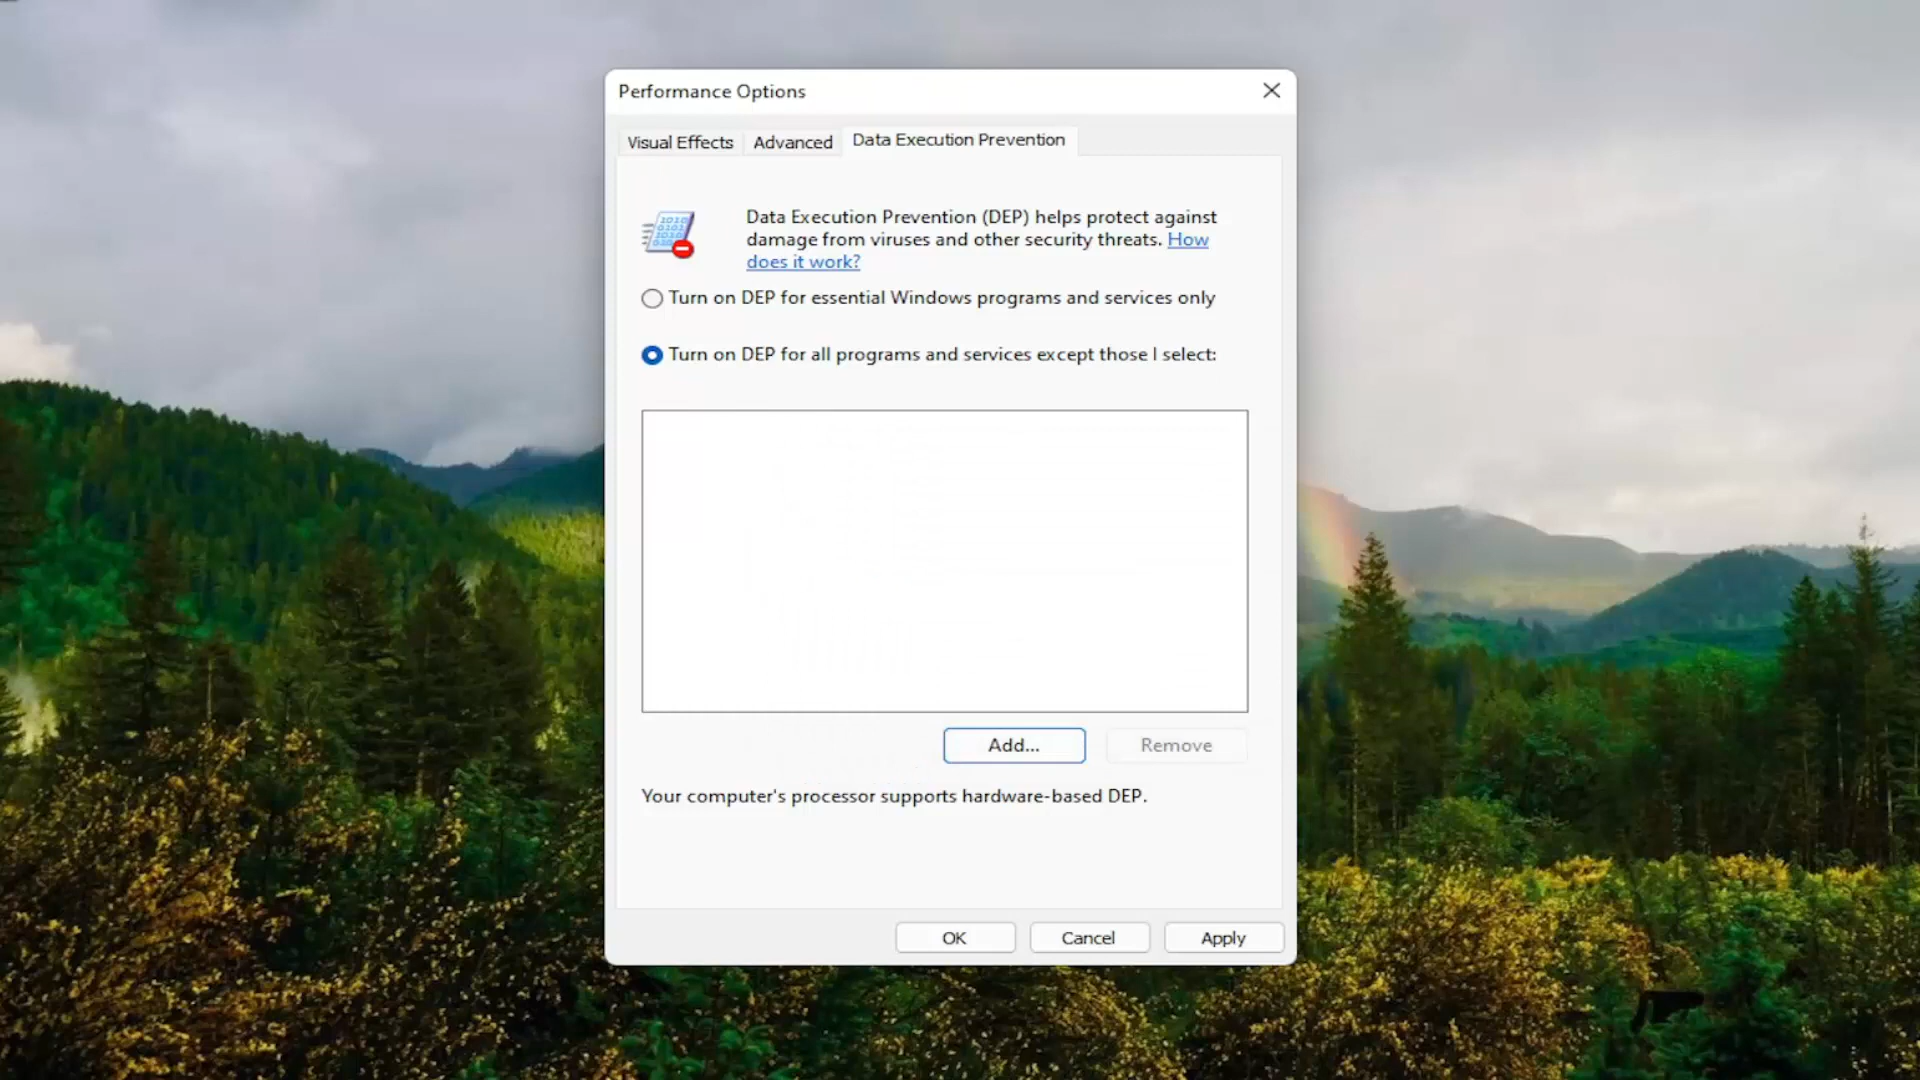 Performance Options
Visual Effects
Advanced
Data Execution Prevention
Data Execution Prevention (DEP) helps protect against
damage from viruses and other security threats. How
does it work?
Turn on DEP for essential Windows programs and services only
Turn on DEP for all programs and services except those I select:
Add...
Remove
Your computer's processor supports hardware-based DEP.
OK
Cancel
Apply